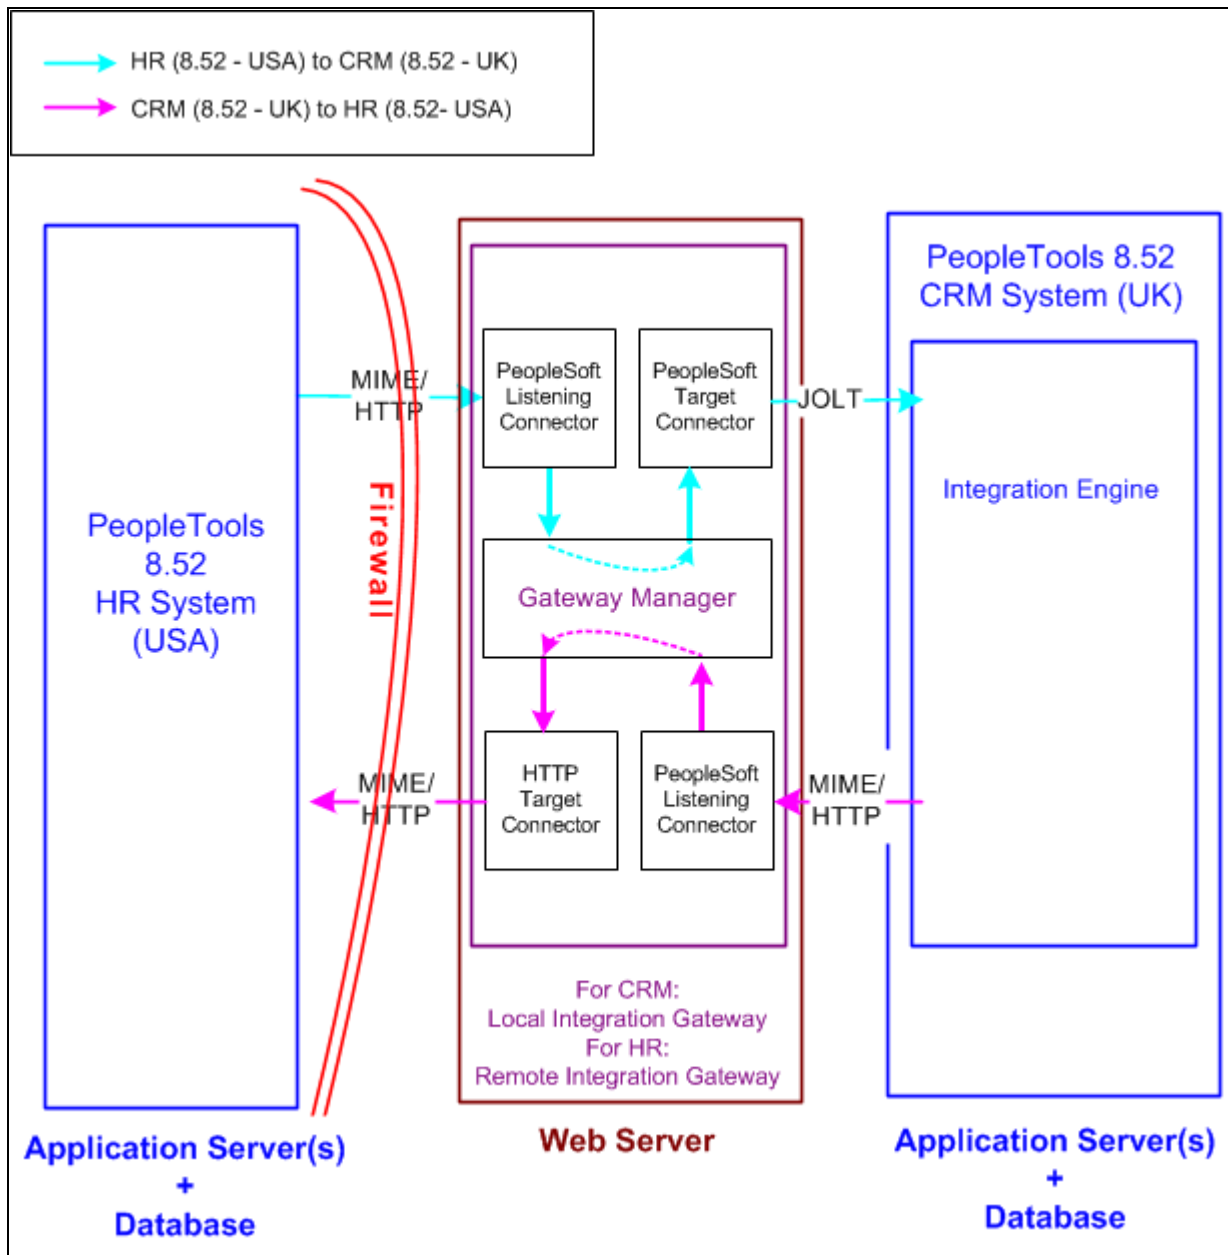 HR (8.52 - USA) to CRM (8.52 - UK)
CRM (8.52 - UK) to HR (8.52- USA)
PeopleTools
8.52
HR System
(USA)
Application Server(s)
+
Database
Firewall
MIME/
HTTP
MIME/
HTTP
PeopleSoft
Listening
Connector
PeopleSoft
Target
Connector
Gateway Manager
HTTP
Target
Connector
PeopleSoft
Listening
Connector
For CRM:
Local Integration Gateway
For HR:
Remote Integration Gateway
Web Server
JOLT
MIME/
HTTP
PeopleTools 8.52
CRM System (UK)
Integration Engine
Application Server(s)
+
Database